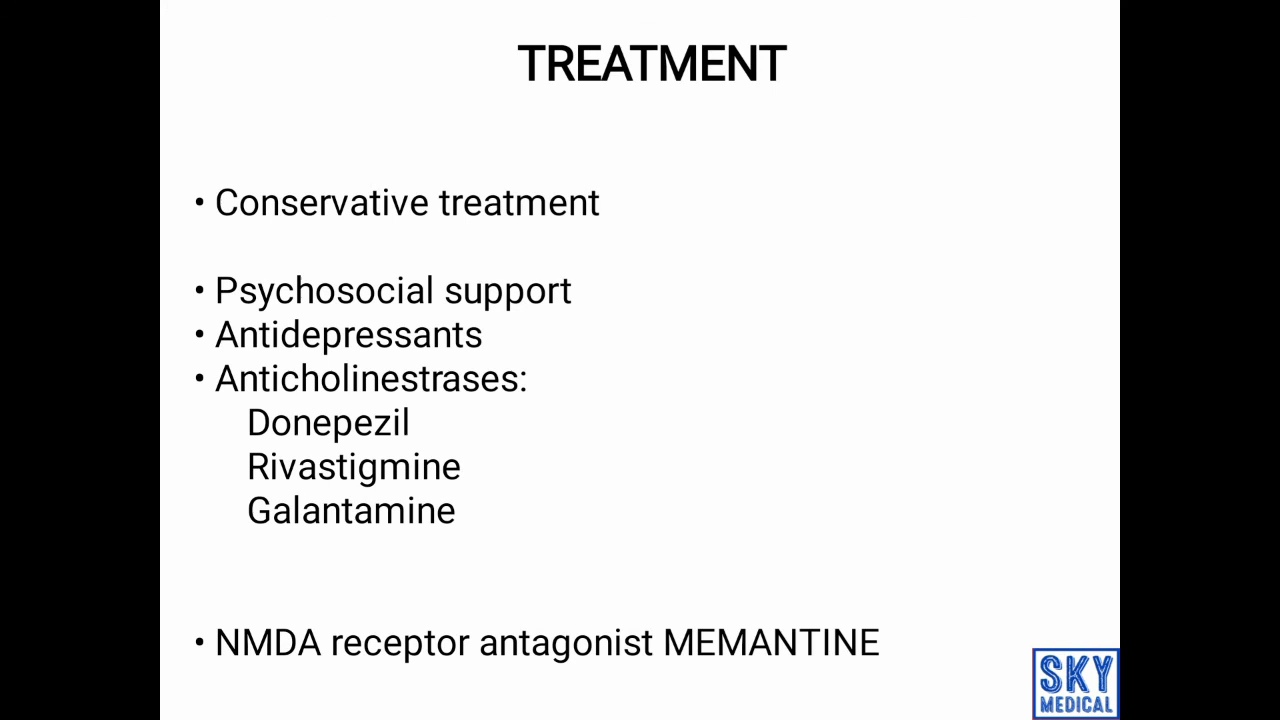 TREATMENT
• Conservative treatment
• Psychosocial support
• Antidepressants
• Anticholinestrases:
Donepezil
Rivastigmine
Galantamine
• NMDA receptor antagonist MEMANTINE
SKY
MEDICAL